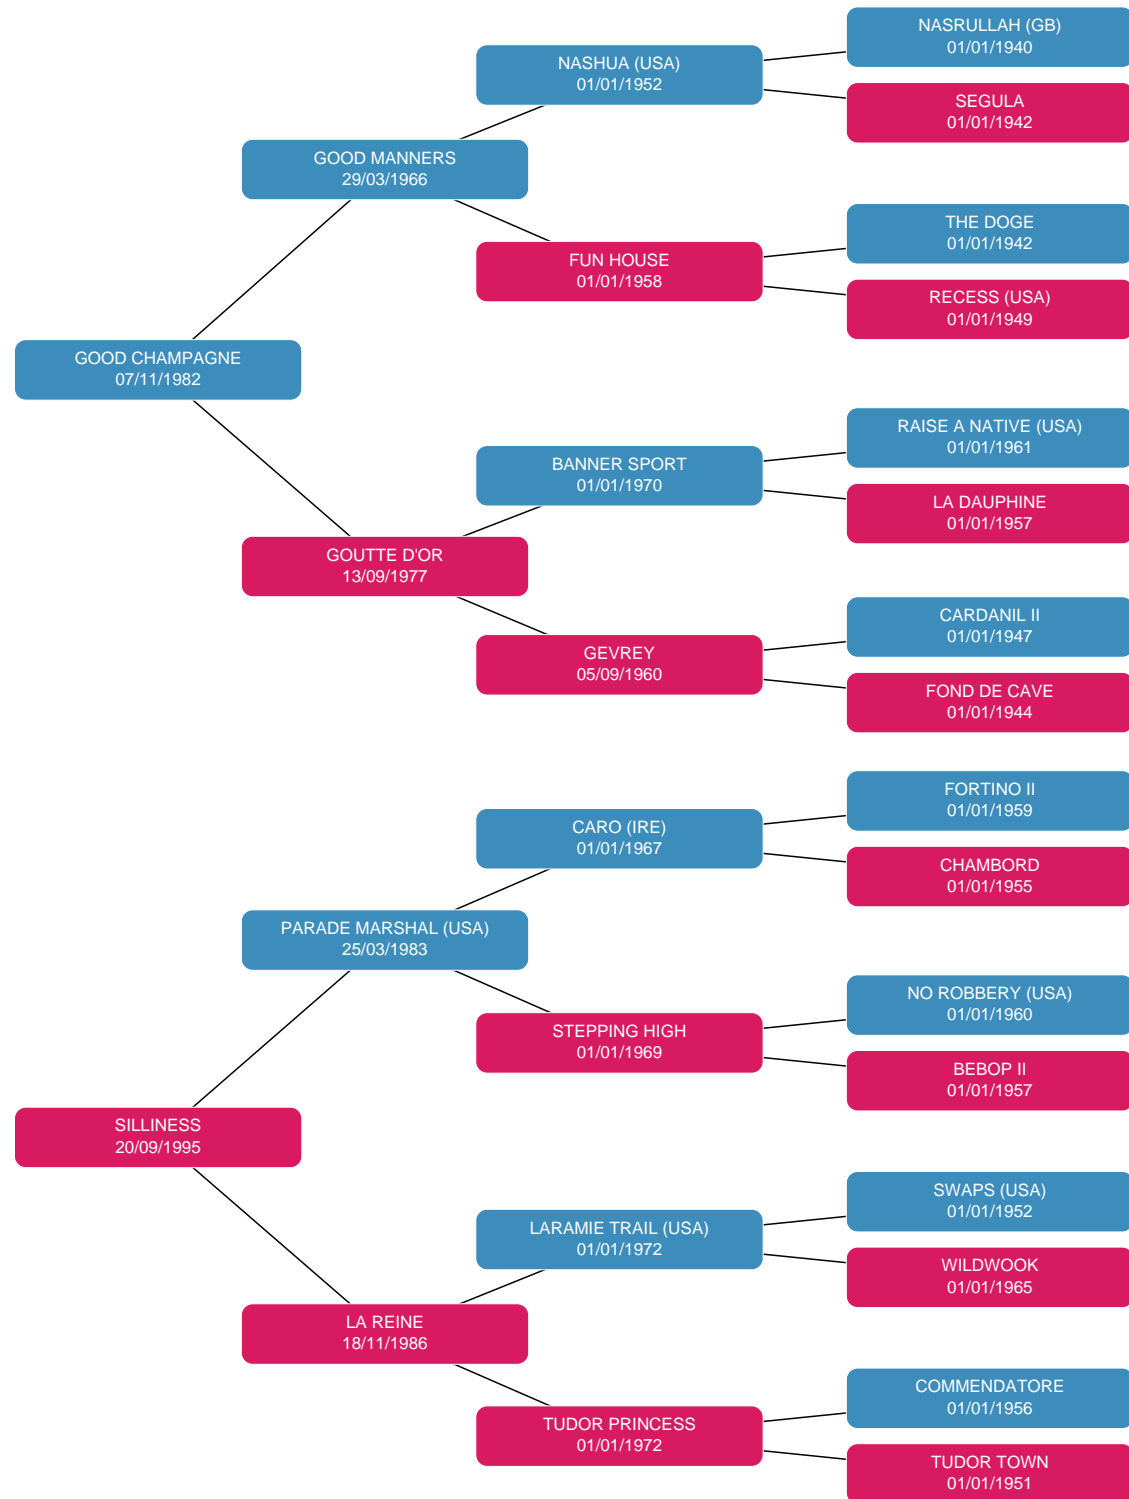 NASRULLAH (GB)
01/01/1940
NASHUA (USA)
01/01/1952
SEGULA
01/01/1942
GOOD MANNERS
29/03/1966
THE DOGE
01/01/1942
FUN HOUSE
01/01/1958
RECESS (USA)
01/01/1949
GOOD CHAMPAGNE
07/11/1982
RAISE A NATIVE (USA)
01/01/1961
BANNER SPORT
01/01/1970
LA DAUPHINE
01/01/1957
GOUTTE D'OR
13/09/1977
CARDANIL II
01/01/1947
GEVREY
05/09/1960
FOND DE CAVE
01/01/1944
FORTINO II
01/01/1959
CARO (IRE)
01/01/1967
CHAMBORD
01/01/1955
PARADE MARSHAL (USA)
25/03/1983
NO ROBBERY (USA)
01/01/1960
STEPPING HIGH
01/01/1969
BEBOP II
01/01/1957
SILLINESS
20/09/1995
SWAPS (USA)
01/01/1952
LARAMIE TRAIL (USA)
01/01/1972
WILDWOOK
01/01/1965
LA REINE
18/11/1986
COMMENDATORE
01/01/1956
TUDOR PRINCESS
01/01/1972
TUDOR TOWN
01/01/1951